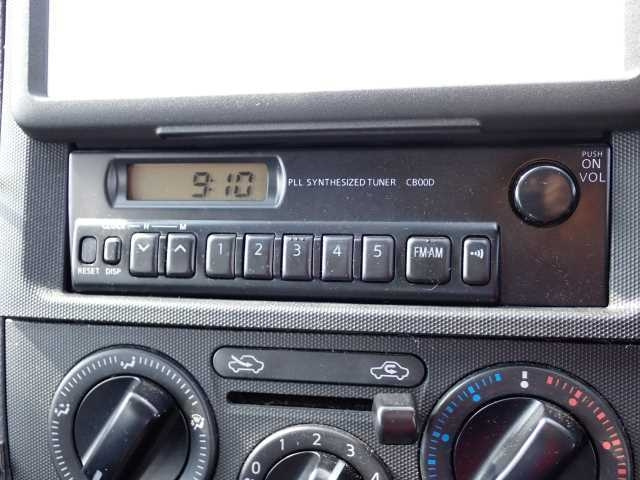 PUSH
ON
VOL
9:10
PLL SYNTHESIZED TUNER CB00D
CLOCK H M
RESET DISP
1 2 3 4 5 FM·AM
0 1 2 3 4